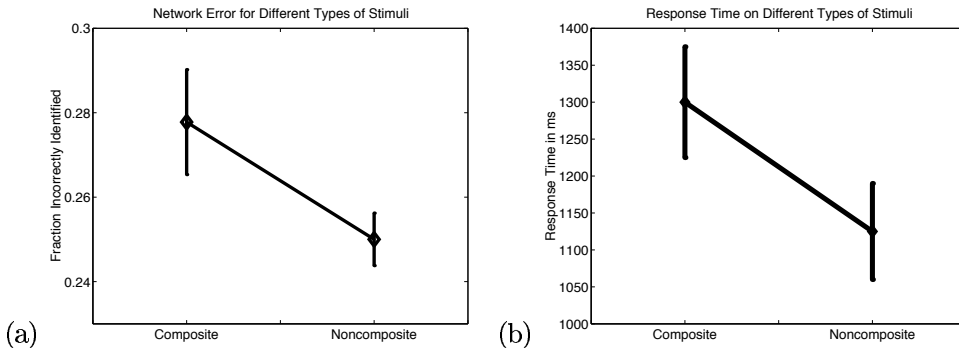 Network Error for Different Types of Stimuli
0.3
0.28
0.26
0.24
Fraction Incorrectly Identified
Composite
Noncomposite
(a)
Response Time on Different Types of Stimuli
1400
1350
1300
1250
1200
1150
1100
1050
1000
Response Time in ms
Composite
Noncomposite
(b)